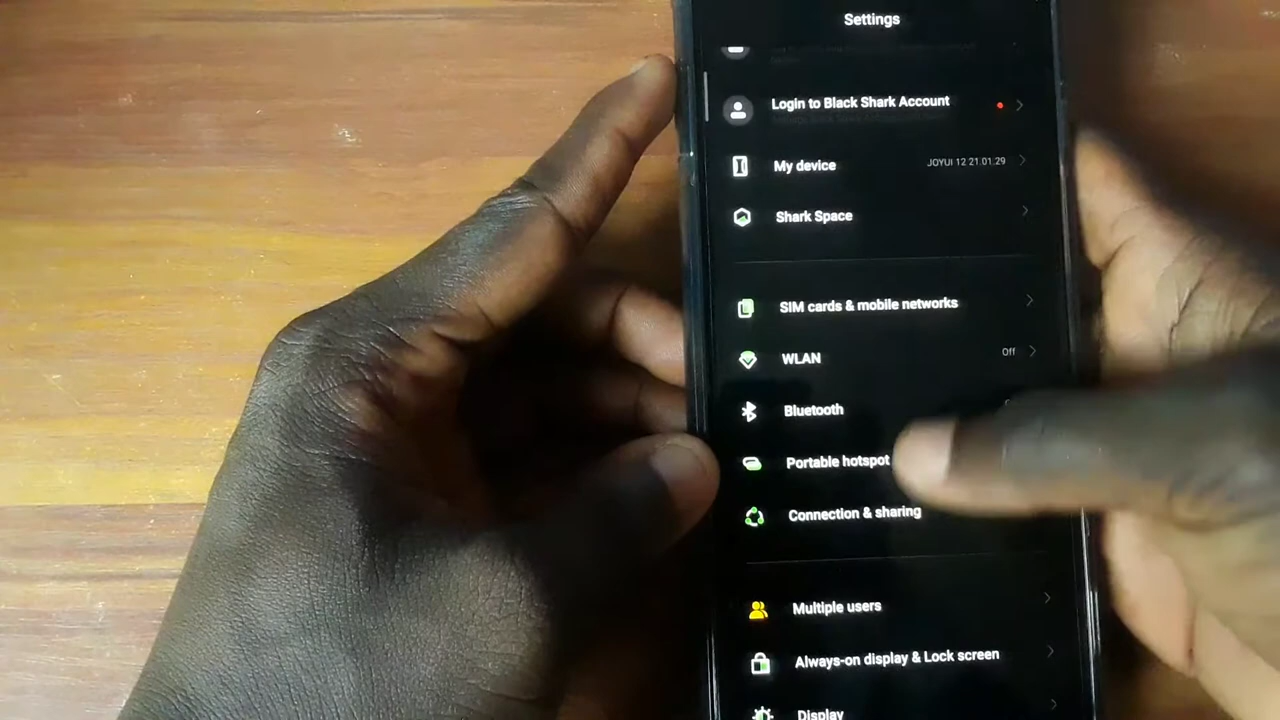 Settings
Login to Black Shark Account
My device
JOYUI 12 21.01.29
Shark Space
SIM cards & mobile networks
WLAN
Off
Bluetooth
Portable hotspot
Connection & sharing
Multiple users
Always-on display & Lock screen
Display